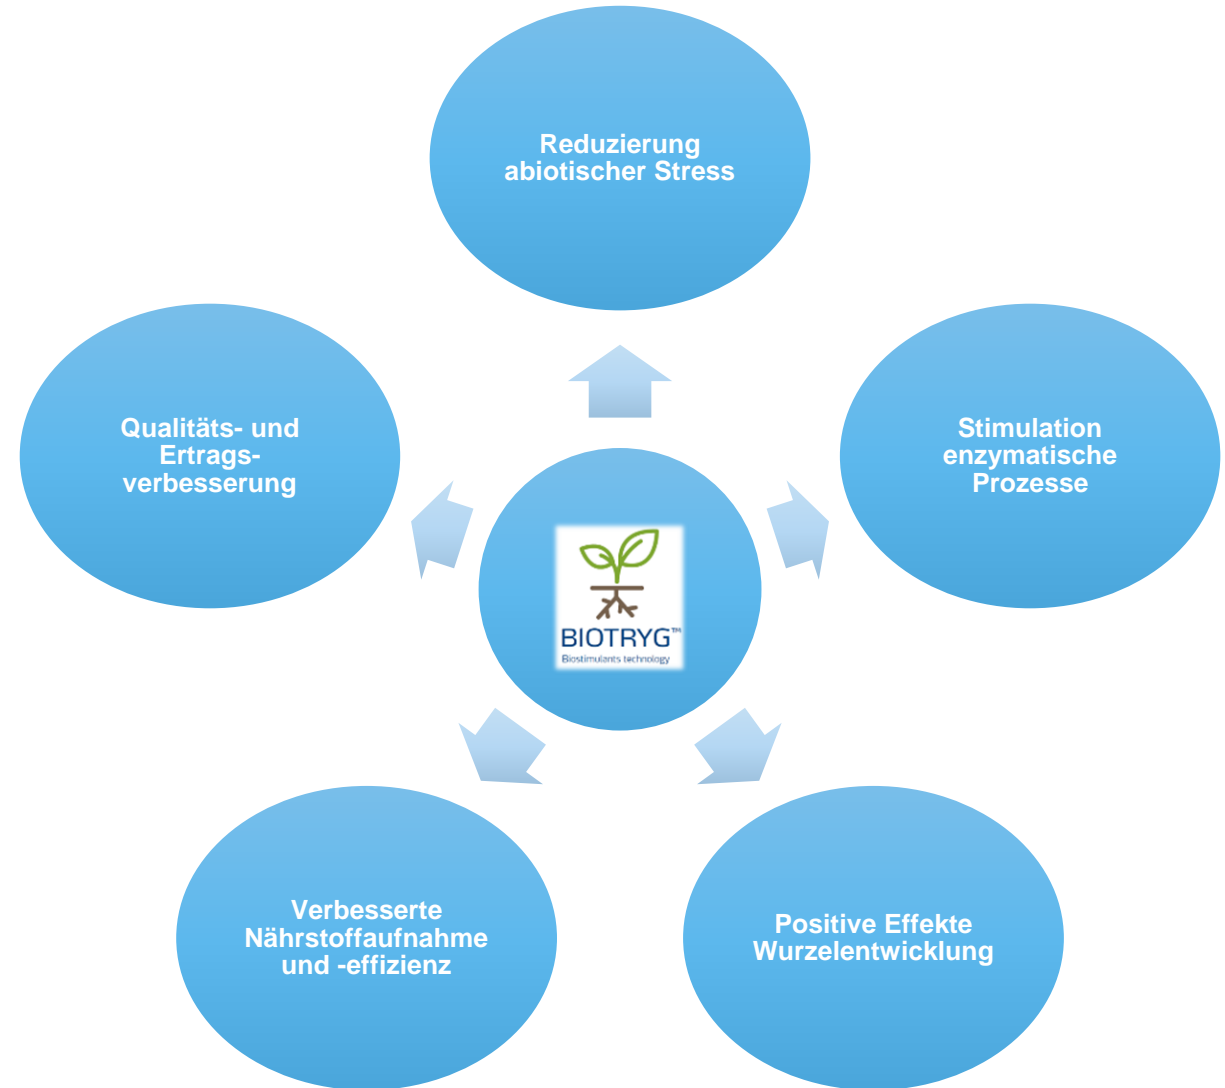 Reduzierung
abiotischer Stress
Qualitäts- und
Ertrags-
verbesserung
Stimulation
enzymatische
Prozesse
BIOTRYG™
Biostimulants technology
Verbesserte
Nährstoffaufnahme
und -effizienz
Positive Effekte
Wurzelentwicklung